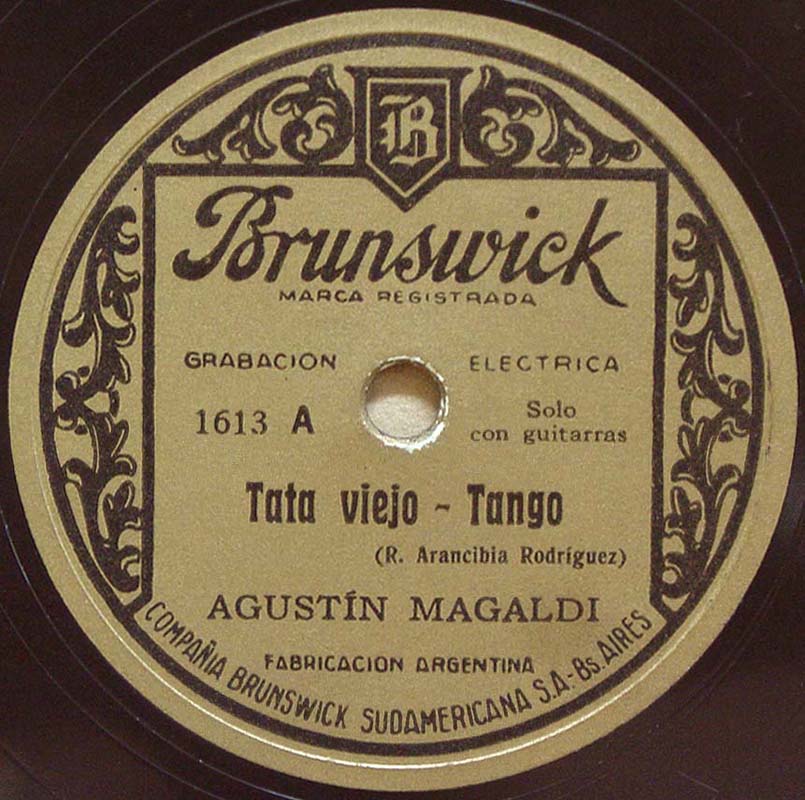 B
Brunswick
MARCA REGISTRADA
GRABACION ELECTRICA
1613 A
Solo
con guitarras
Tata viejo - Tango
(R. Arancibia Rodríguez)
AGUSTÍN MAGALDI
FABRICACION ARGENTINA
COMPAÑIA BRUNSWICK SUDAMERICANA S.A.-Bs. AIRES